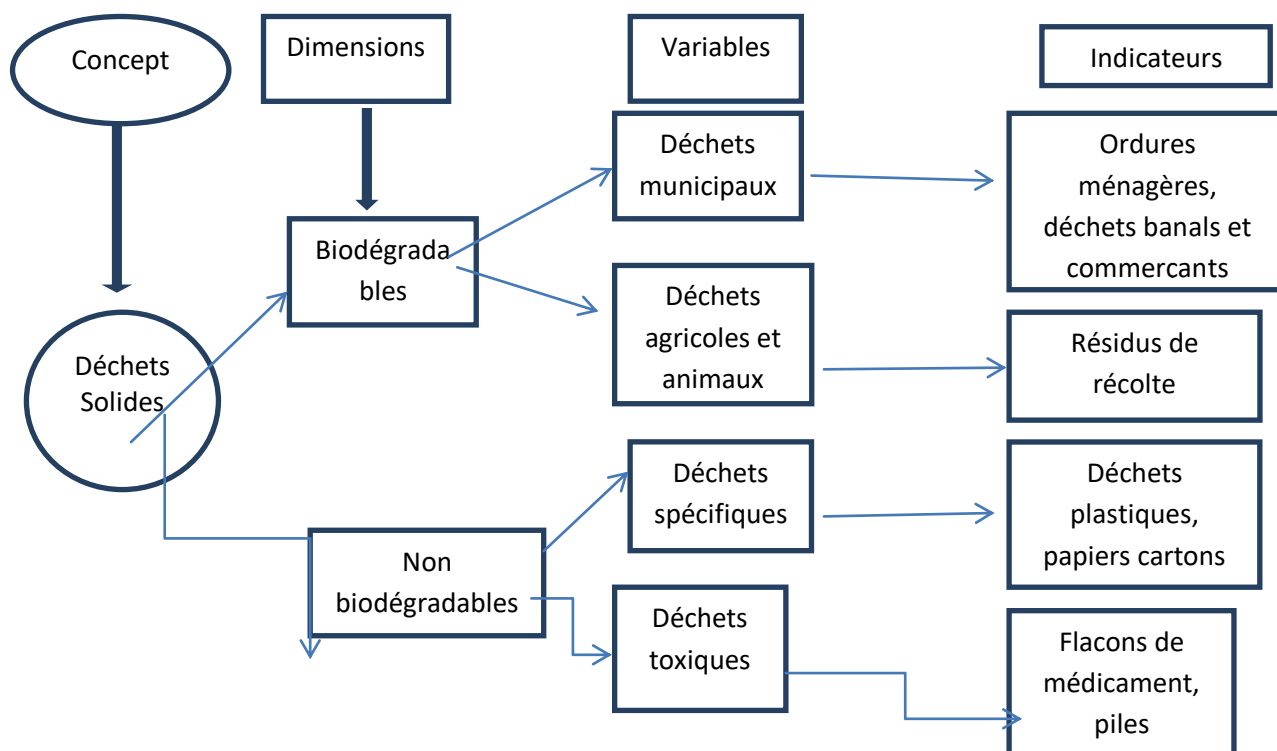 Concept
Dimensions
Variables
Indicateurs
Déchets
municipaux
Ordures
ménagères,
déchets banals et
commercants
Biodégrada
bles
Déchets
agricoles et
animaux
Résidus de
récolte
Déchets
Solides
Déchets
spécifiques
Déchets
plastiques,
papiers cartons
Non
biodégradables
Déchets
toxiques
Flacons de
médicament,
piles